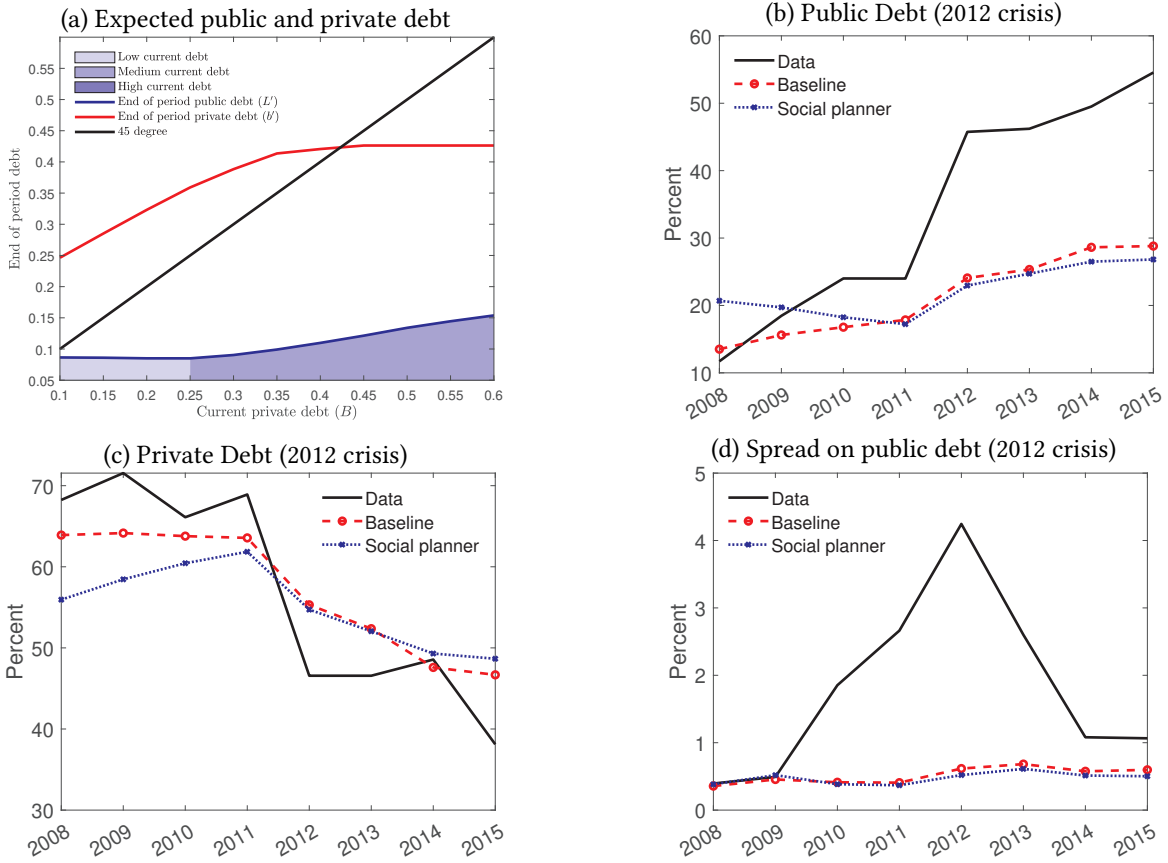 (a) Expected public and private debt
0.55
0.5
0.45
0.4
0.35
0.3
0.25
0.2
0.15
0.1
0.05
End of period debt
Low current debt
Medium current debt
High current debt
End of period public debt (L')
End of period private debt (b')
45 degree
0.1 0.15 0.2 0.25 0.3 0.35 0.4 0.45 0.5 0.55 0.6
Current private debt (B)
(b) Public Debt (2012 crisis)
60
50
40
30
20
10
Percent
Data
Baseline
Social planner
2008 2009 2010 2011 2012 2013 2014 2015
(c) Private Debt (2012 crisis)
70
60
50
40
30
Percent
Data
Baseline
Social planner
2008 2009 2010 2011 2012 2013 2014 2015
(d) Spread on public debt (2012 crisis)
5
4
3
2
1
0
Percent
Data
Baseline
Social planner
2008 2009 2010 2011 2012 2013 2014 2015